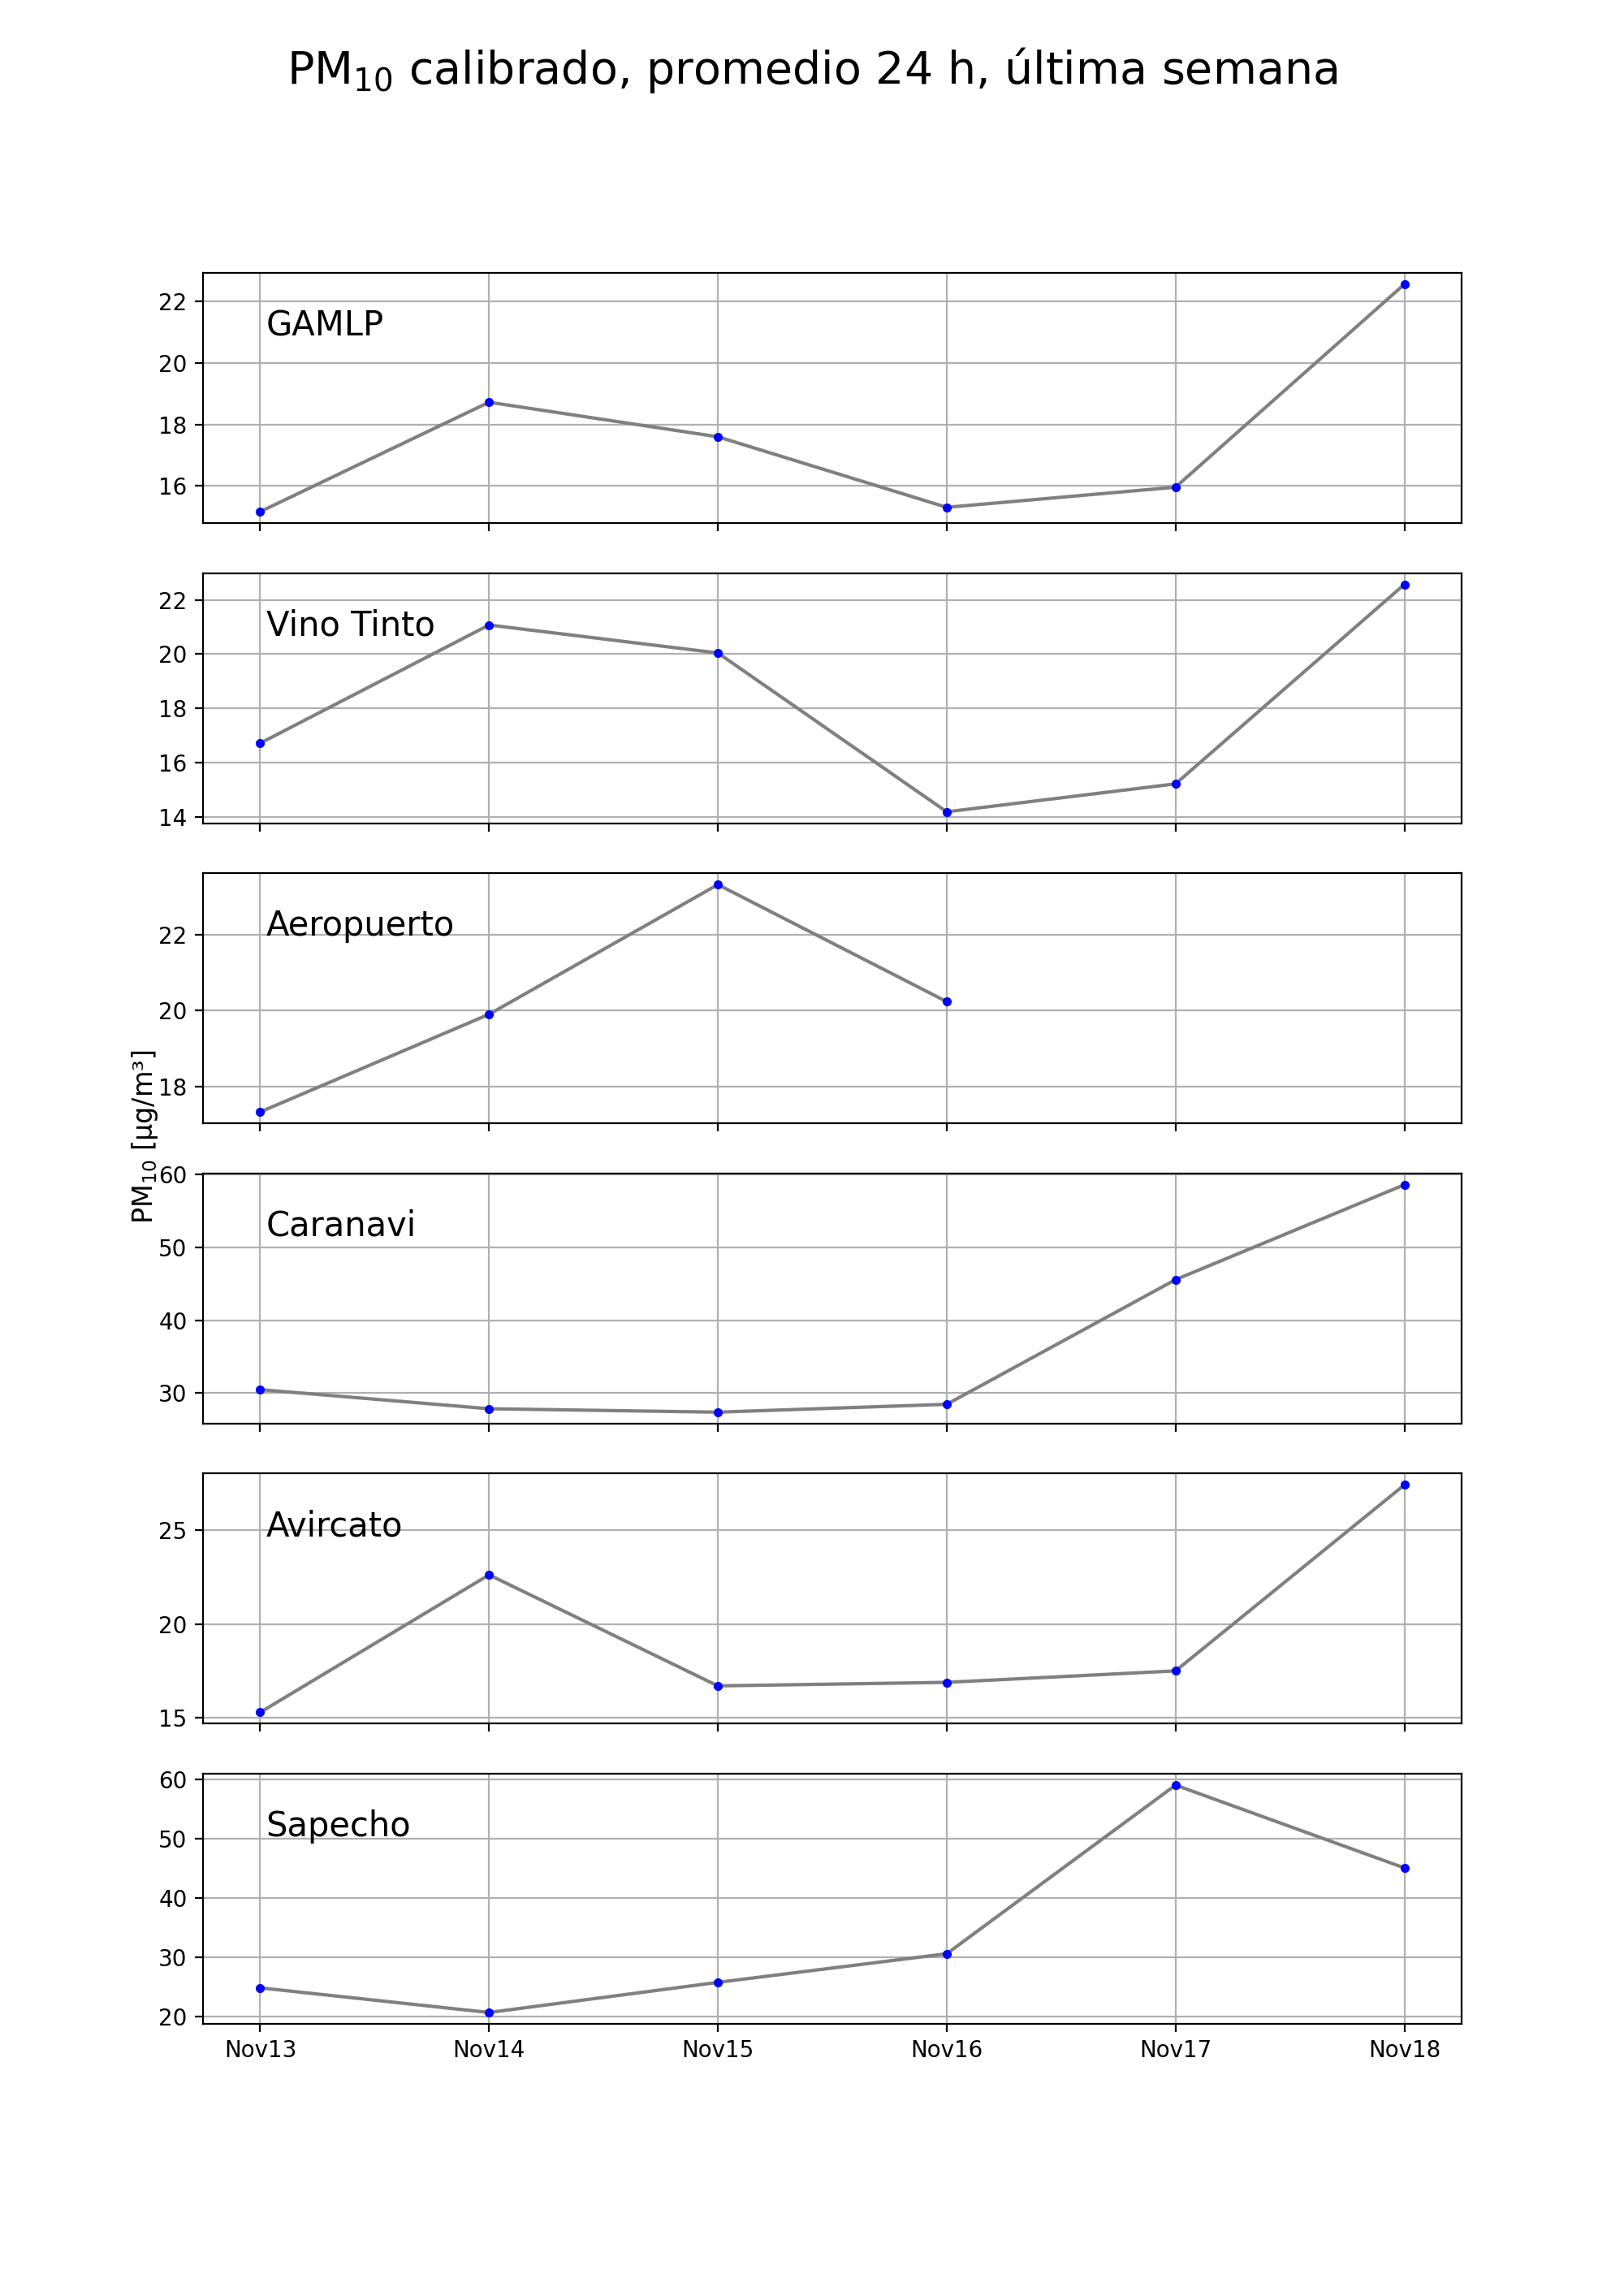 PM₁₀ calibrado, promedio 24 h, última semana
GAMLP
22
20
18
16
Vino Tinto
22
20
18
16
14
Aeropuerto
22
20
18
PM₁₀ [µg/m³]
Caranavi
60
50
40
30
Avircato
25
20
15
Sapecho
60
50
40
30
20
Nov13 Nov14 Nov15 Nov16 Nov17 Nov18